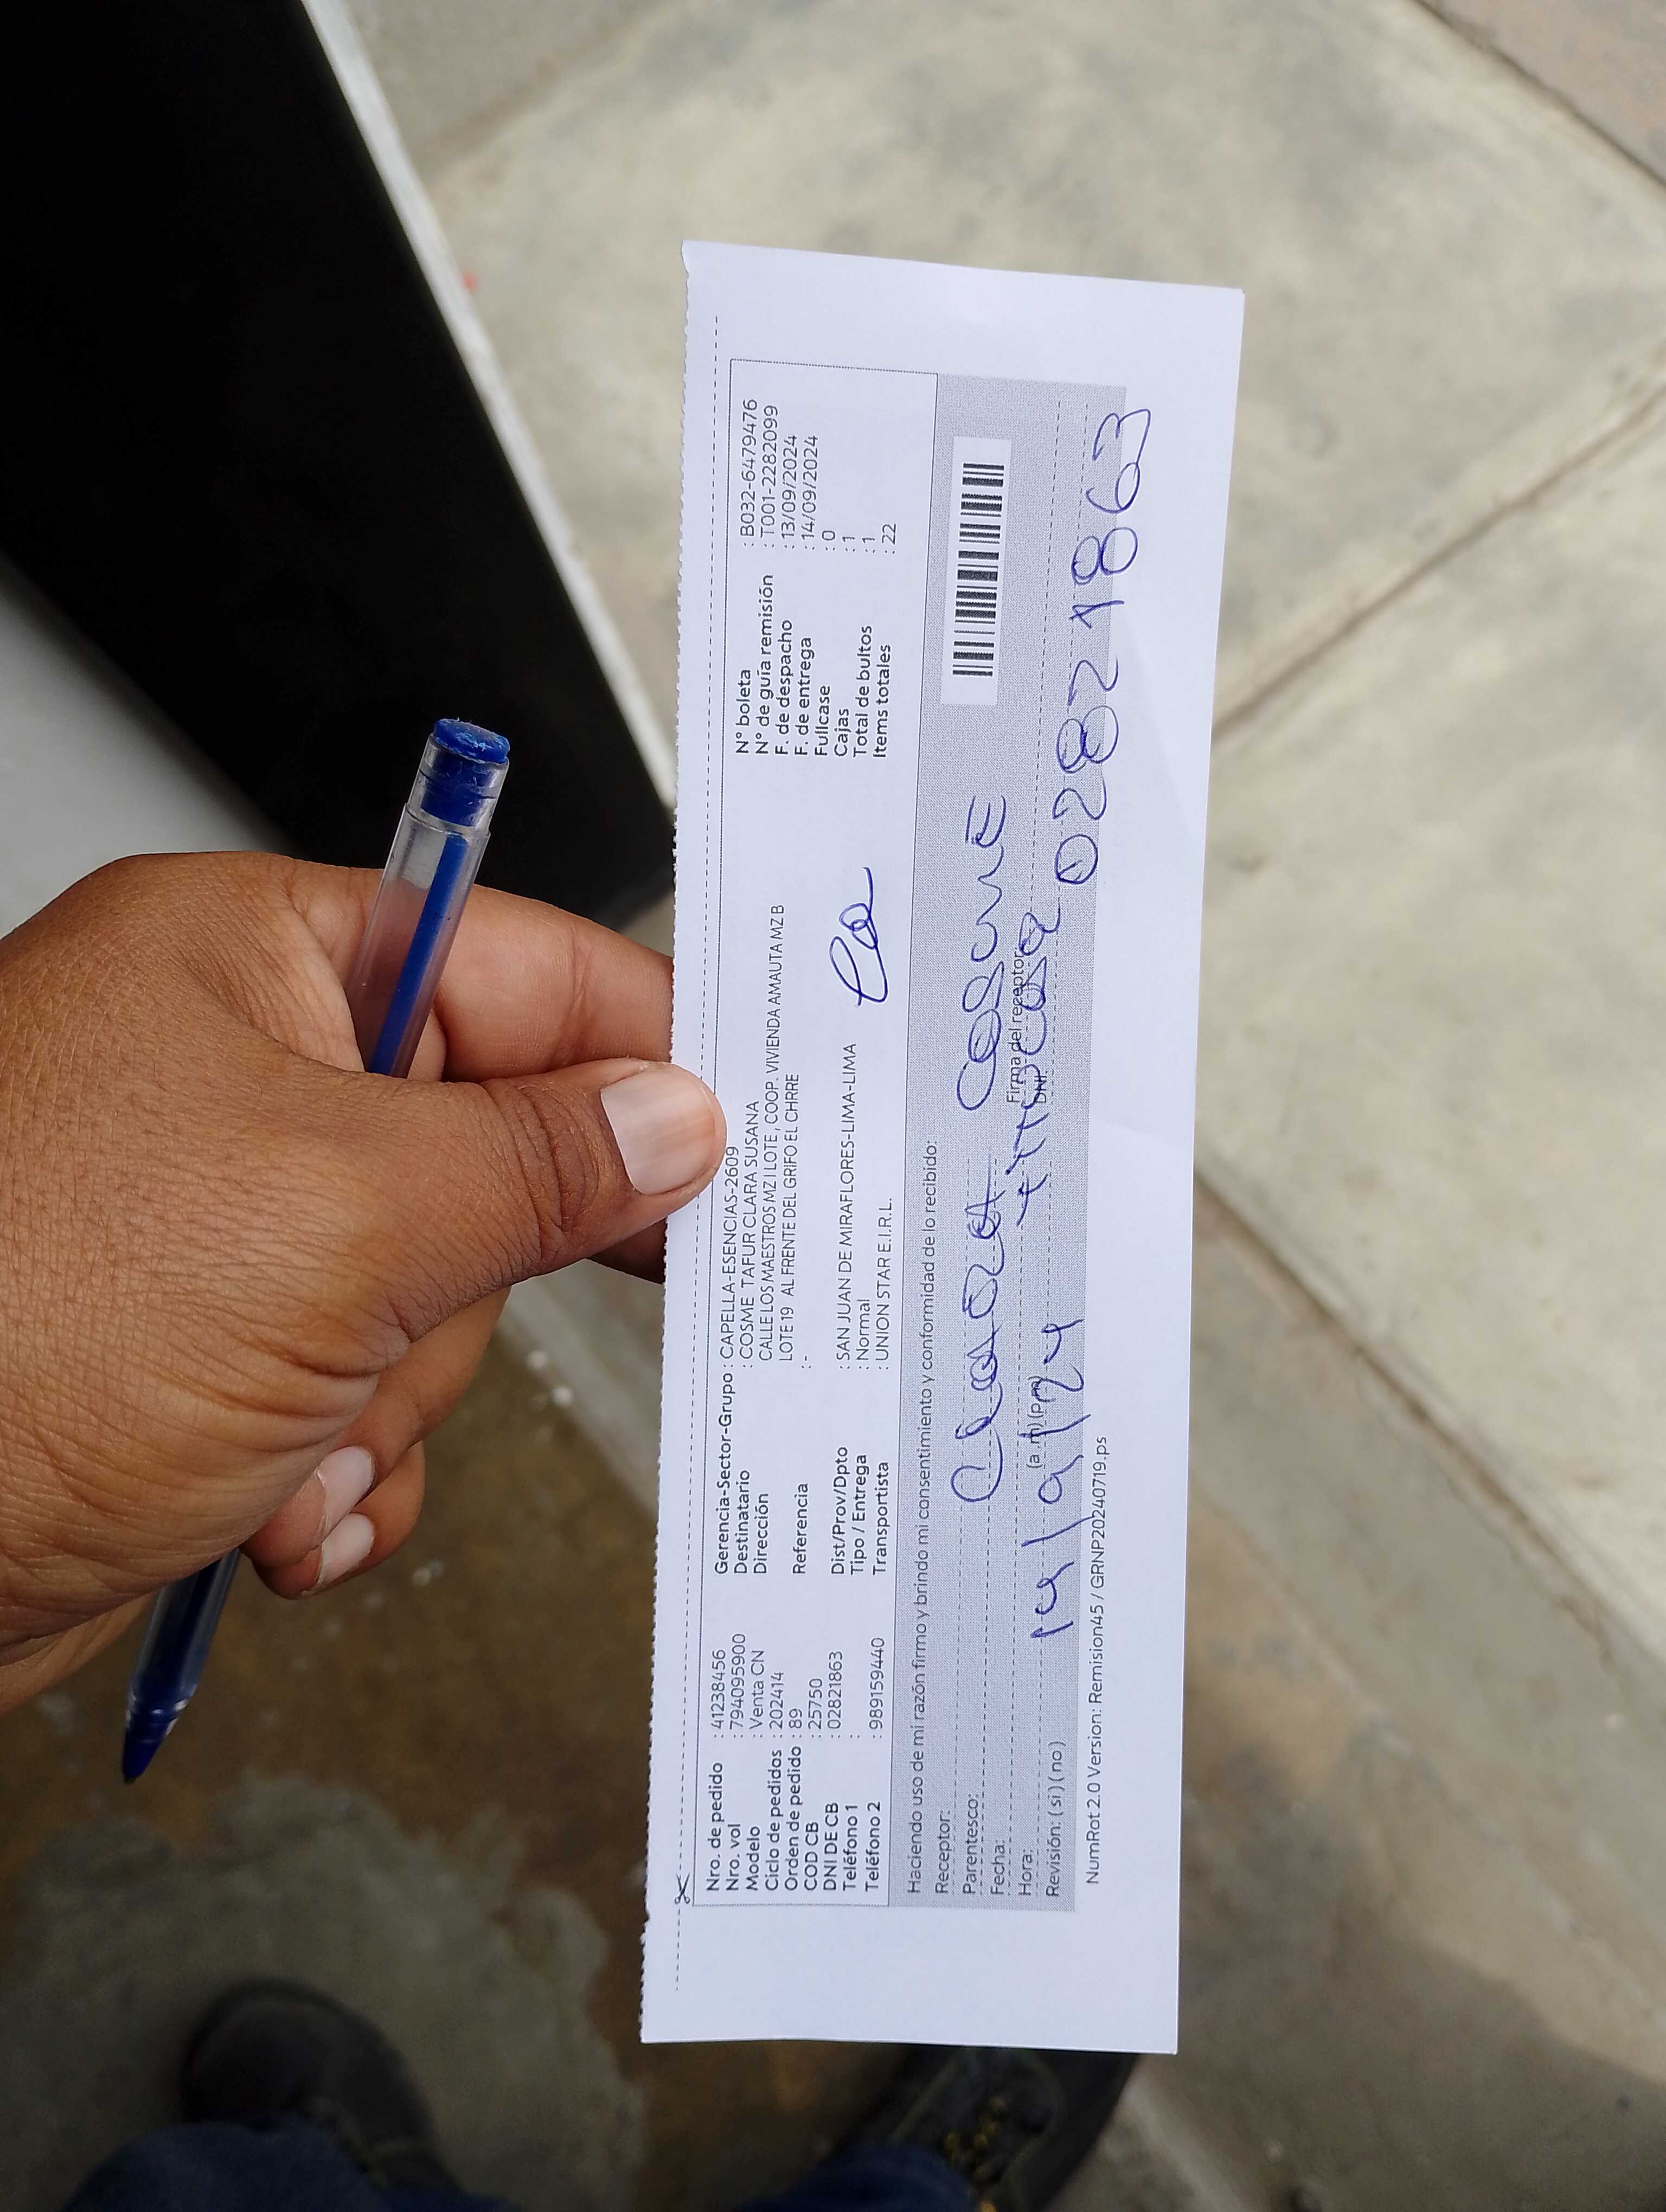 Nro. de pedido : 41238456
Nro. vol : 794095900
Modelo : Venta CN
Ciclo de pedidos : 202414
Orden de pedido : 89
COD CB : 25750
DNI DE CB : 02821863
Teléfono 1 :
Teléfono 2 : 989159440
Gerencia-Sector-Grupo : CAPELLA-ESENCIAS-2609
Destinatario : COSME TAFUR CLARA SUSANA
Dirección CALLE LOS MAESTROS MZ I LOTE , COOP. VIVIENDA AMAUTA MZ B
LOTE 19 AL FRENTE DEL GRIFO EL CHRRE
Referencia : -
Dist/Prov/Dpto : SAN JUAN DE MIRAFLORES-LIMA-LIMA
Tipo / Entrega : Normal
Transportista : UNION STAR E.I.R.L.
N° boleta : B032-6479476
N° de guía remisión : T001-2282099
F. de despacho : 13/09/2024
F. de entrega : 14/09/2024
Fullcase : 0
Cajas : 1
Total de bultos : 1
Items totales : 22
Haciendo uso de mi razón firmo y brindo mi consentimiento y conformidad de lo recibido:
Receptor:
Parentesco:
Fecha:
Hora: (a.m) (p.m)
Revisión: ( si ) ( no )
Cosme
14/9/24
02821863
Firma del receptor
DNI
NumRat 2.0 Version: Remision45 / GRNP20240719.ps